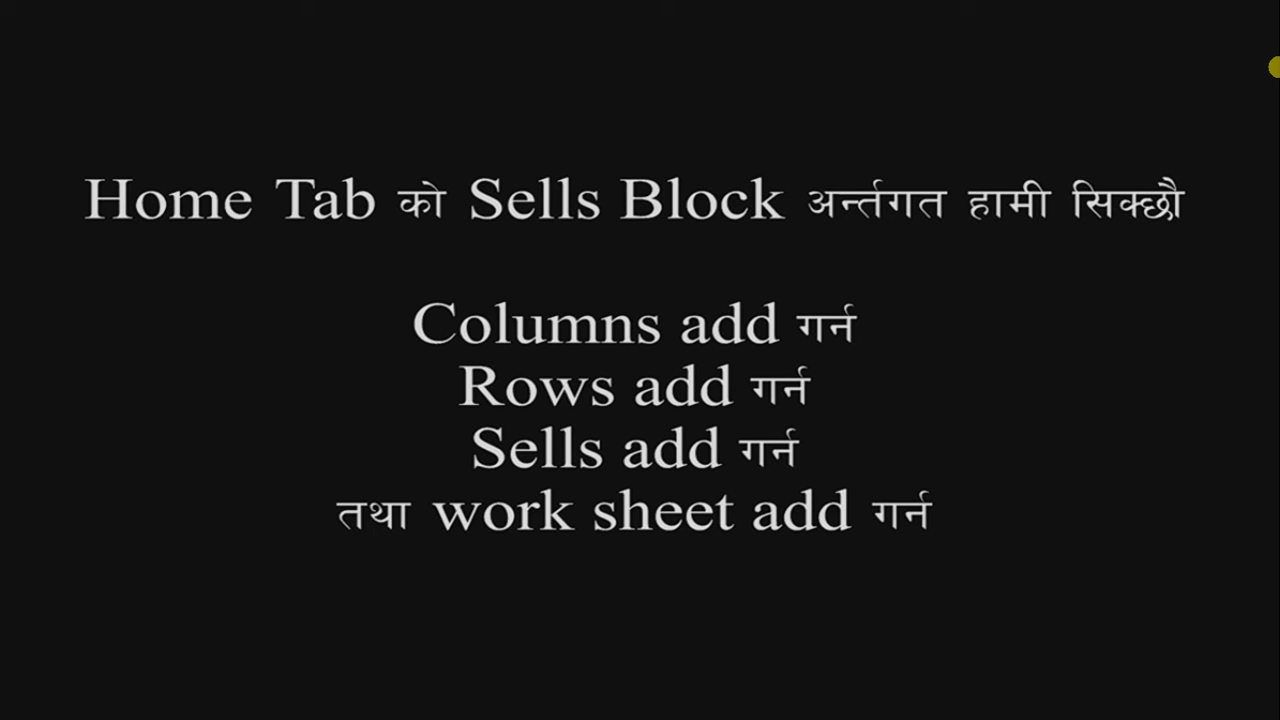 Home Tab को Sells Block अर्न्तगत हामी सिक्छौ
Columns add गर्न
Rows add गर्न
Sells add गर्न
तथा work sheet add गर्न